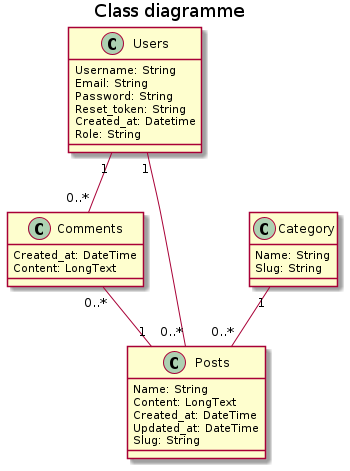 Class diagramme
C Users
Username: String
Email: String
Password: String
Reset_token: String
Created_at: Datetime
Role: String
1
1
0..*
C Comments
Created_at: DateTime
Content: LongText
C Category
Name: String
Slug: String
0..*
1
1
0..*
0..*
C Posts
Name: String
Content: LongText
Created_at: DateTime
Updated_at: DateTime
Slug: String